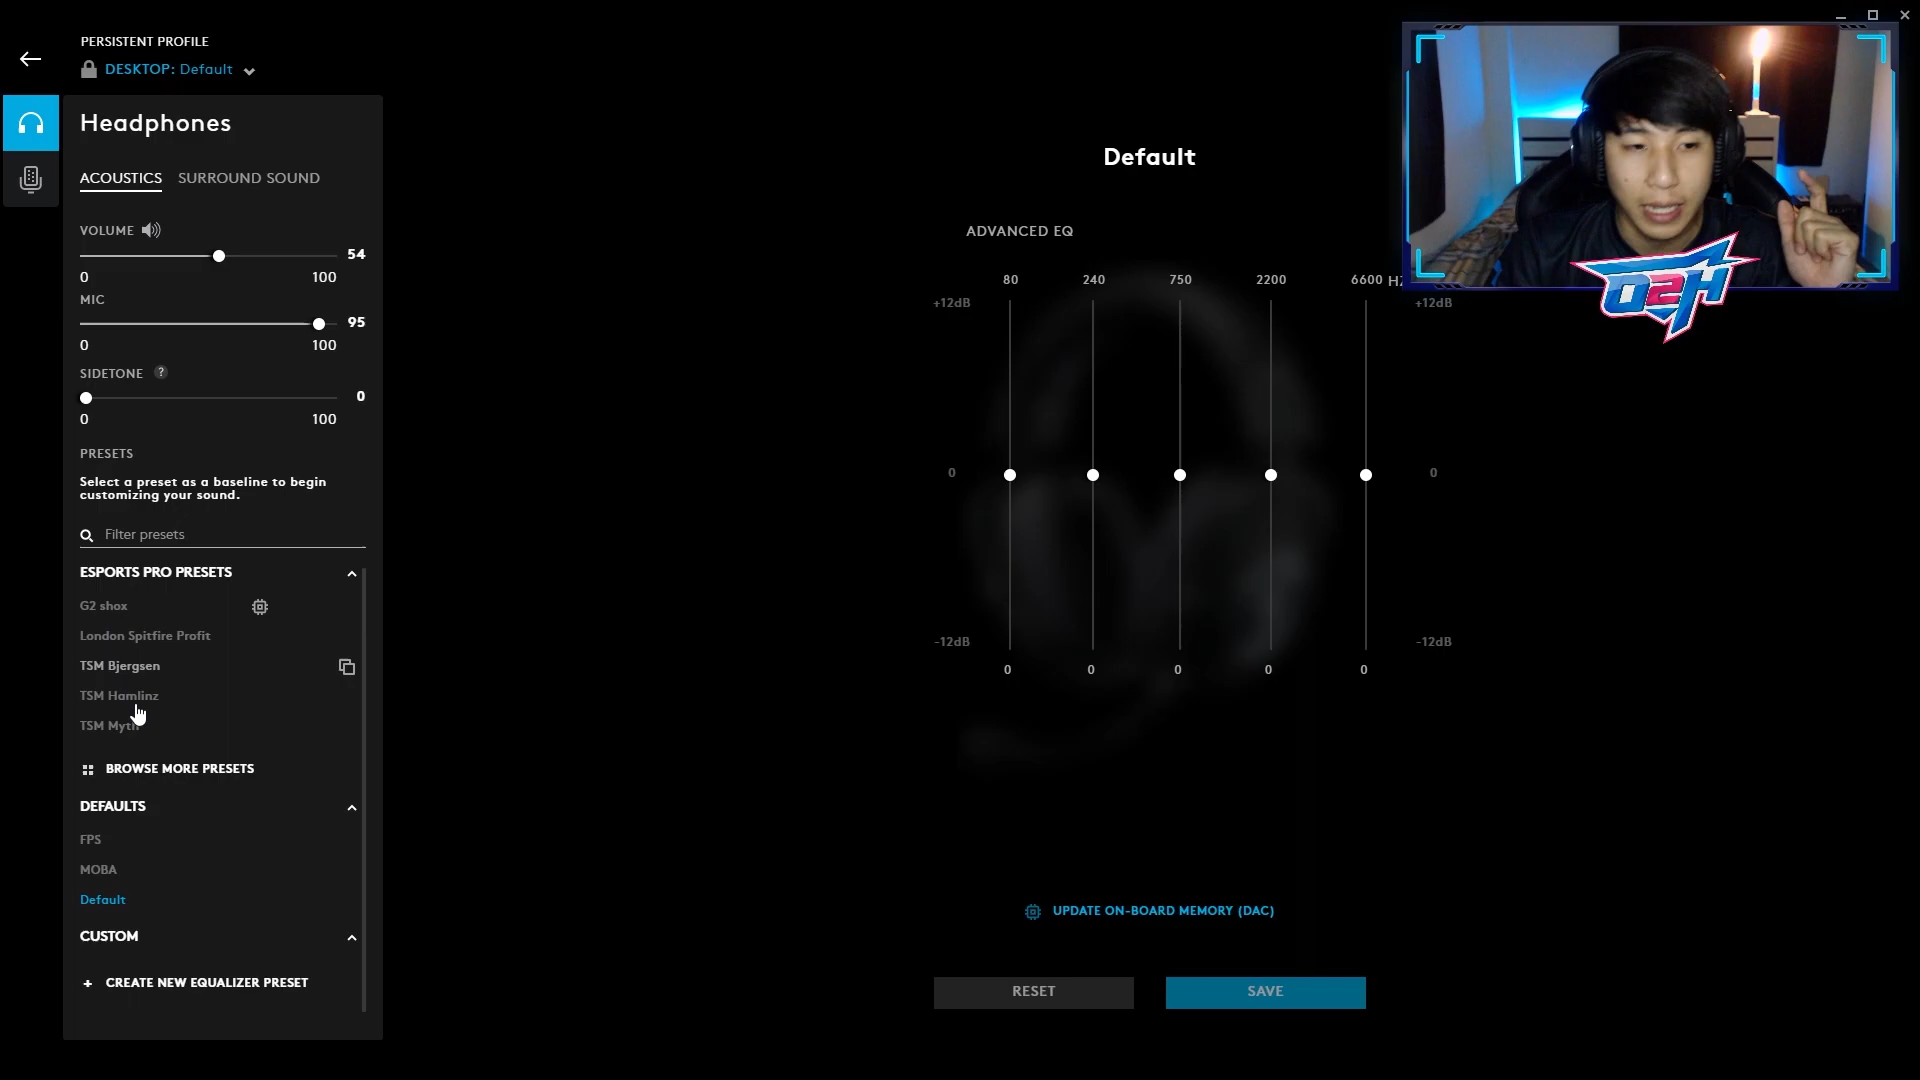 PERSISTENT PROFILE
DESKTOP: Default
Headphones
ACOUSTICS SURROUND SOUND
VOLUME
54
0 100
MIC
95
0 100
SIDETONE ?
0
0 100
PRESETS
Select a preset as a baseline to begin
customizing your sound.
Filter presets
ESPORTS PRO PRESETS
G2 shox
London Spitfire Profit
TSM Bjergsen
TSM Hamlinz
TSM Myth
BROWSE MORE PRESETS
DEFAULTS
FPS
MOBA
Default
CUSTOM
+ CREATE NEW EQUALIZER PRESET
Default
ADVANCED EQ
80 240 750 2200 6600 HZ
+12dB +12dB
0 0
-12dB -12dB
0 0 0 0 0
UPDATE ON-BOARD MEMORY (DAC)
RESET SAVE